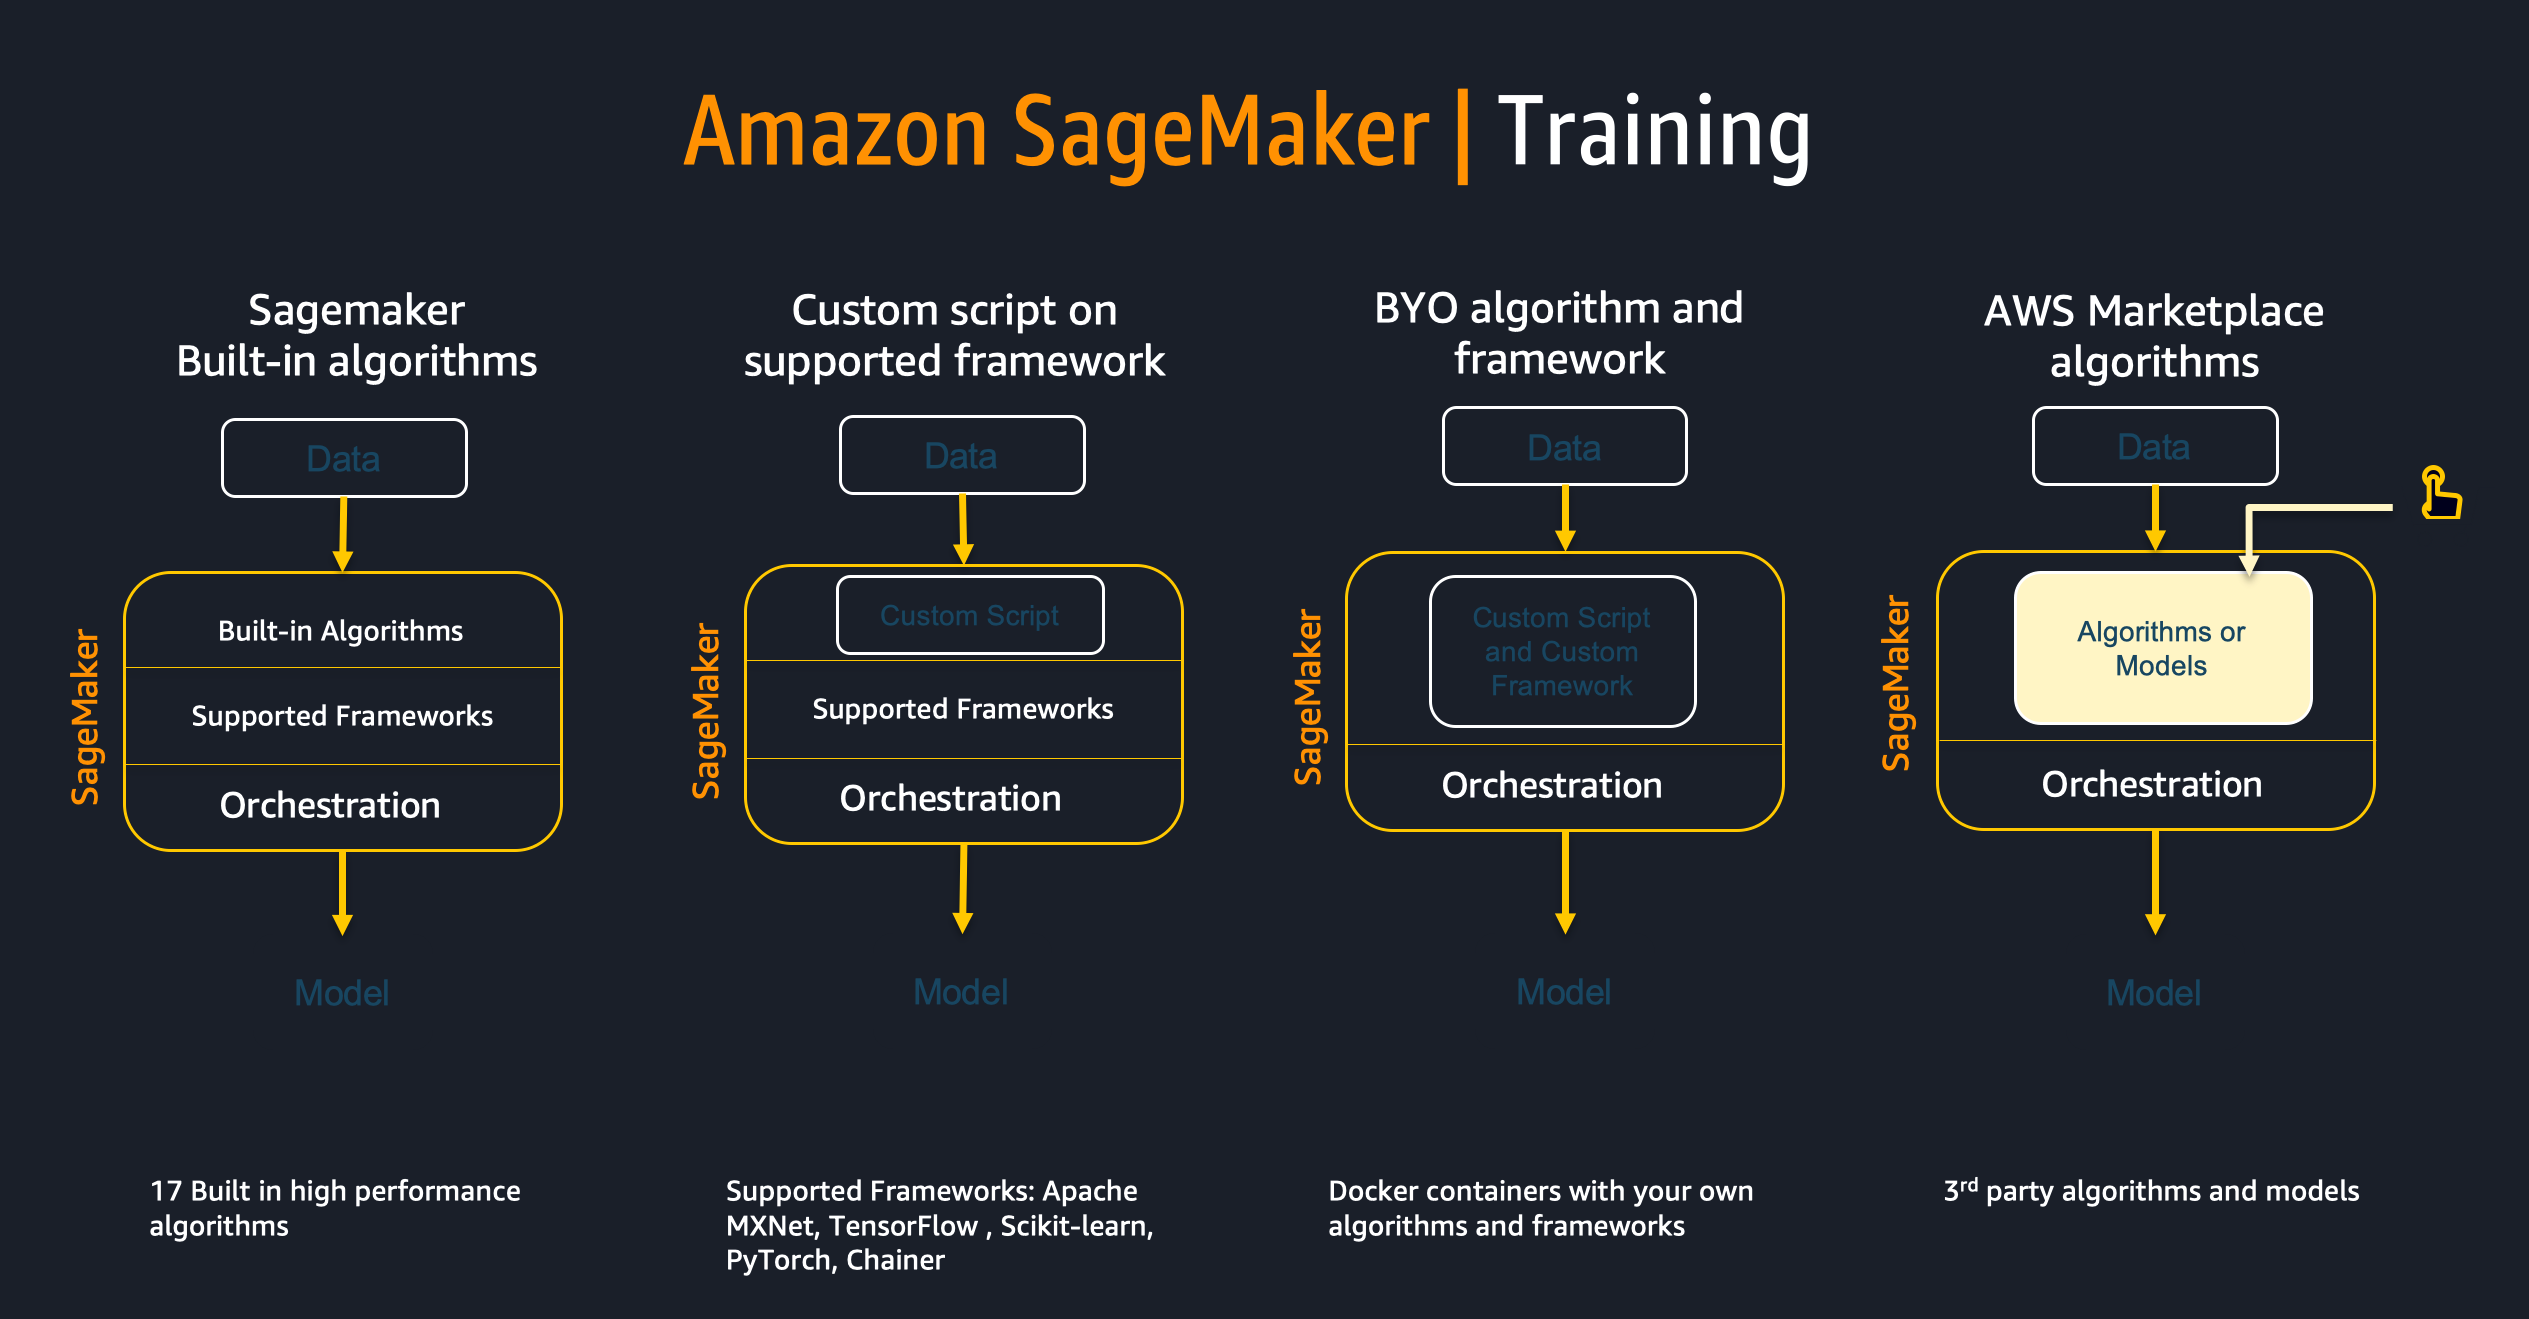 Amazon SageMaker | Training
Sagemaker
Built-in algorithms
Data
SageMaker
Built-in Algorithms
Supported Frameworks
Orchestration
Model
17 Built in high performance
algorithms
Custom script on
supported framework
Data
SageMaker
Custom Script
Supported Frameworks
Orchestration
Model
Supported Frameworks: Apache
MXNet, TensorFlow , Scikit-learn,
PyTorch, Chainer
BYO algorithm and
framework
Data
SageMaker
Custom Script
and Custom
Framework
Orchestration
Model
Docker containers with your own
algorithms and frameworks
AWS Marketplace
algorithms
Data
SageMaker
Algorithms or
Models
Orchestration
Model
3rd party algorithms and models